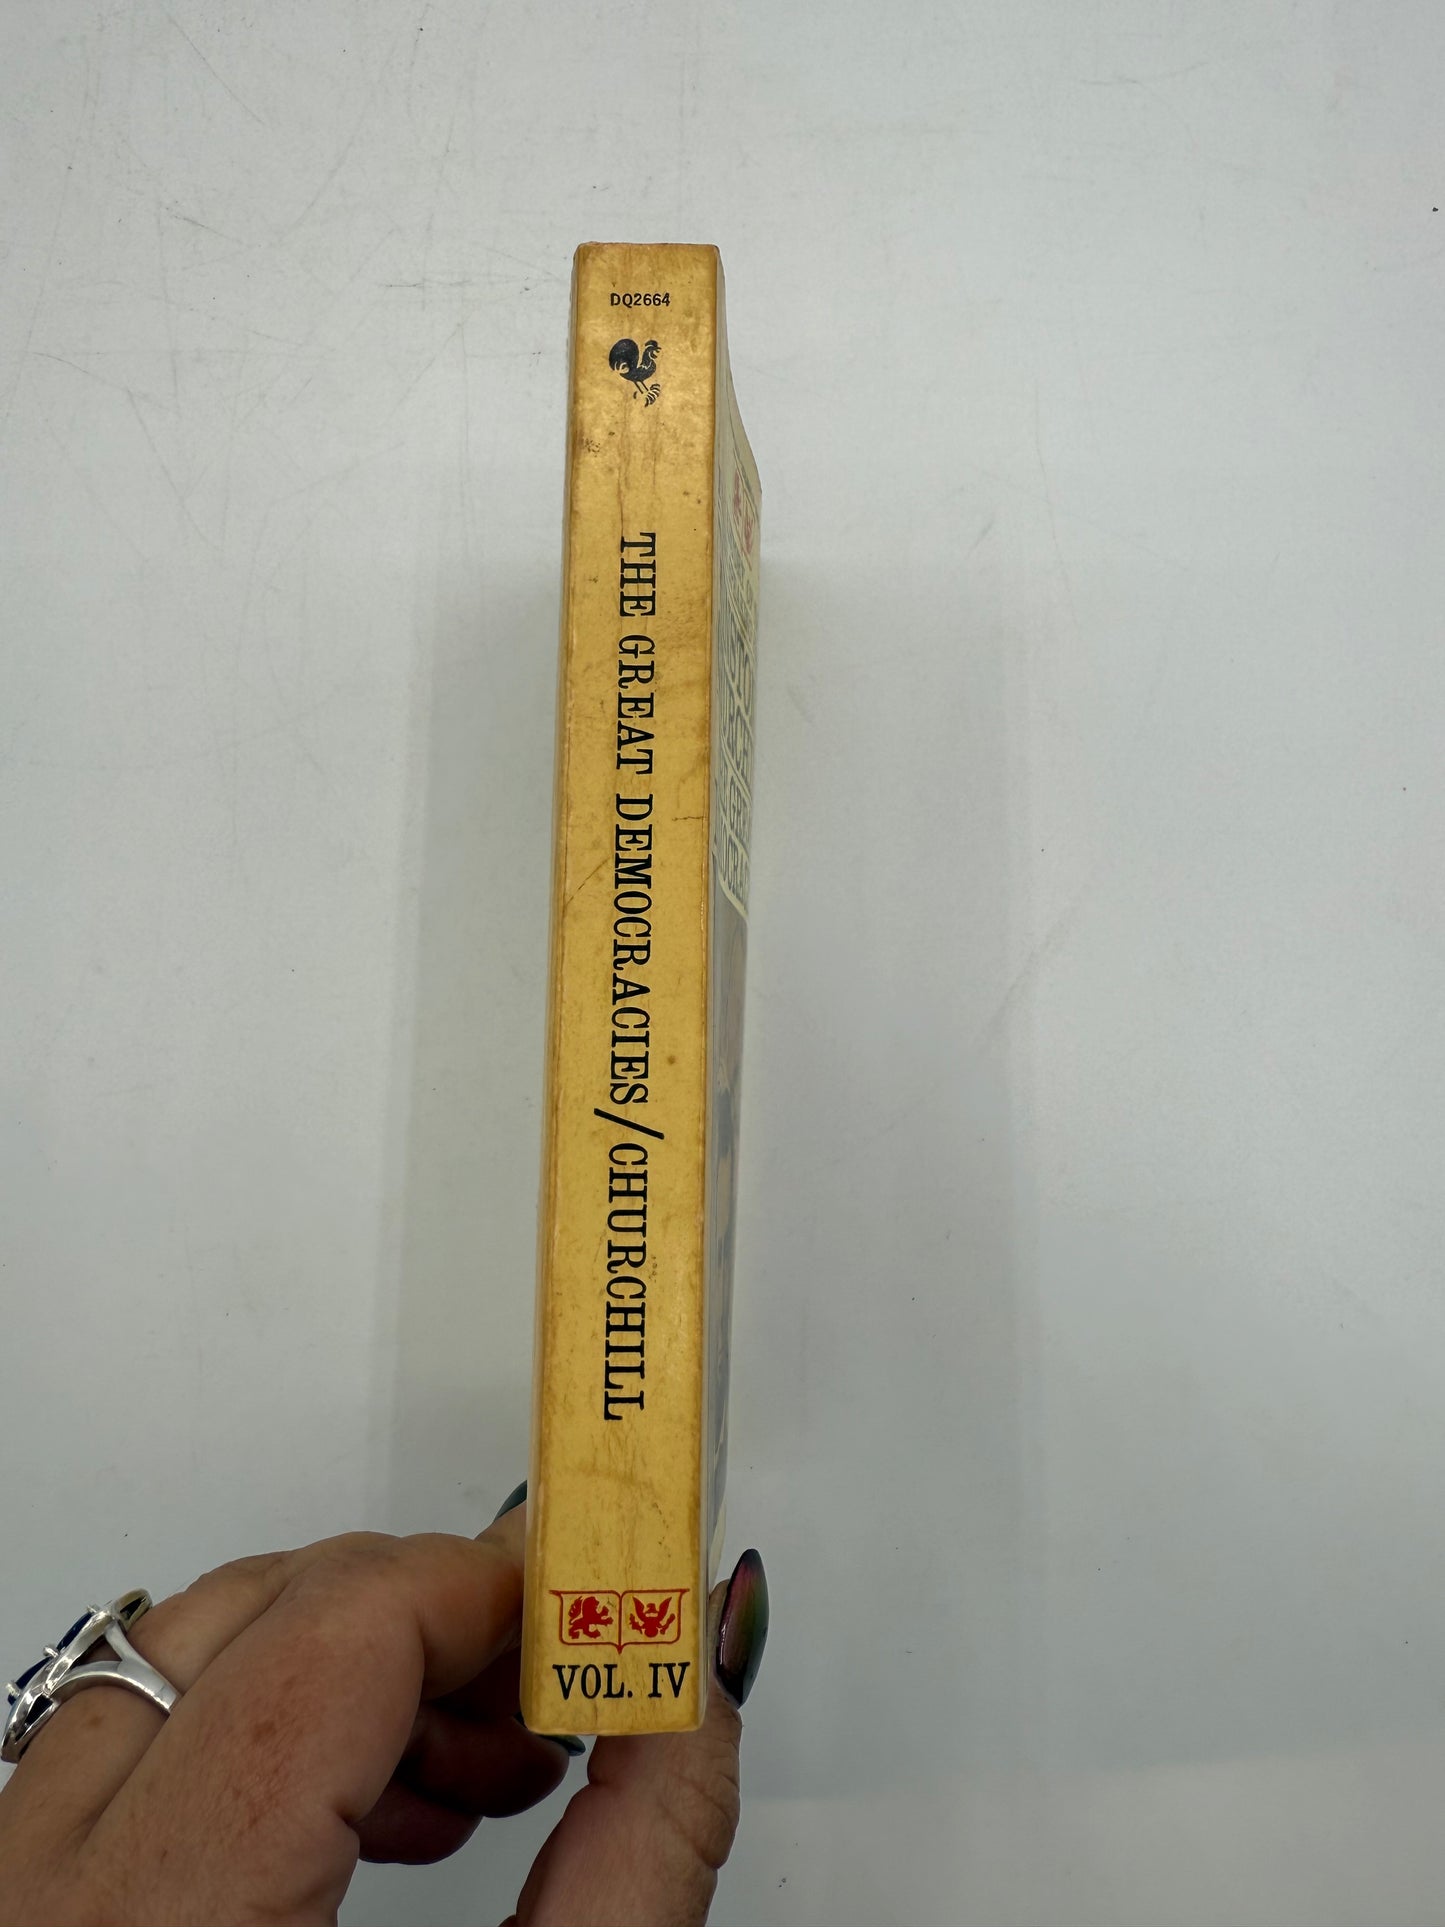 DQ2664
THE GREAT DEMOCRACIES/CHURCHILL
VOL. IV